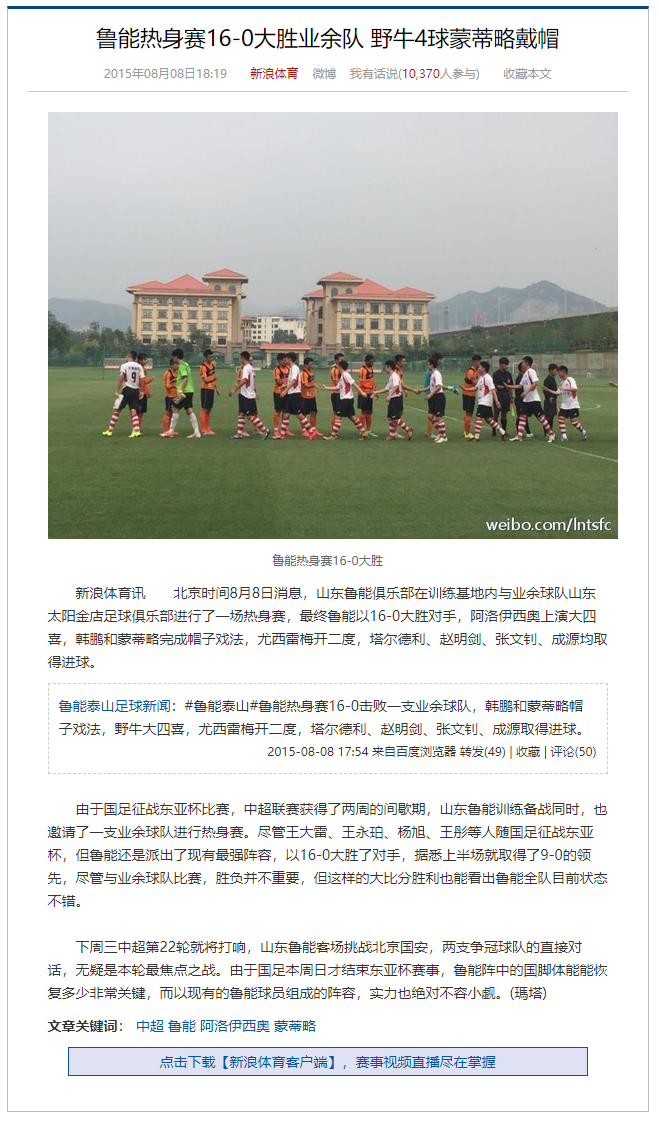 鲁能热身赛16-0大胜业余队 野牛4球蒙蒂略戴帽
2015年08月08日18:19 新浪体育 微博 我有话说(10,370人参与) 收藏本文
9
weibo.com/lntsfc
鲁能热身赛16-0大胜
新浪体育讯 北京时间8月8日消息，山东鲁能俱乐部在训练基地内与业余球队山东
太阳金店足球俱乐部进行了一场热身赛，最终鲁能以16-0大胜对手，阿洛伊西奥上演大四
喜，韩鹏和蒙蒂略完成帽子戏法，尤西雷梅开二度，塔尔德利、赵明剑、张文钊、成源均取
得进球。
鲁能泰山足球新闻：#鲁能泰山#鲁能热身赛16-0击败一支业余球队，韩鹏和蒙蒂略帽
子戏法，野牛大四喜，尤西雷梅开二度，塔尔德利、赵明剑、张文钊、成源取得进球。
2015-08-08 17:54 来自百度浏览器 转发(49) | 收藏 | 评论(50)
由于国足征战东亚杯比赛，中超联赛获得了两周的间歇期，山东鲁能训练备战同时，也
邀请了一支业余球队进行热身赛。尽管王大雷、王永珀、杨旭、王彤等人随国足征战东亚
杯，但鲁能还是派出了现有最强阵容，以16-0大胜了对手，据悉上半场就取得了9-0的领
先，尽管与业余球队比赛，胜负并不重要，但这样的大比分胜利也能看出鲁能全队目前状态
不错。
下周三中超第22轮就将打响，山东鲁能客场挑战北京国安，两支争冠球队的直接对
话，无疑是本轮最焦点之战。由于国足本周日才结束东亚杯赛事，鲁能阵中的国脚体能能恢
复多少非常关键，而以现有的鲁能球员组成的阵容，实力也绝对不容小觑。(瑪塔)
文章关键词： 中超 鲁能 阿洛伊西奥 蒙蒂略
点击下载【新浪体育客户端】，赛事视频直播尽在掌握